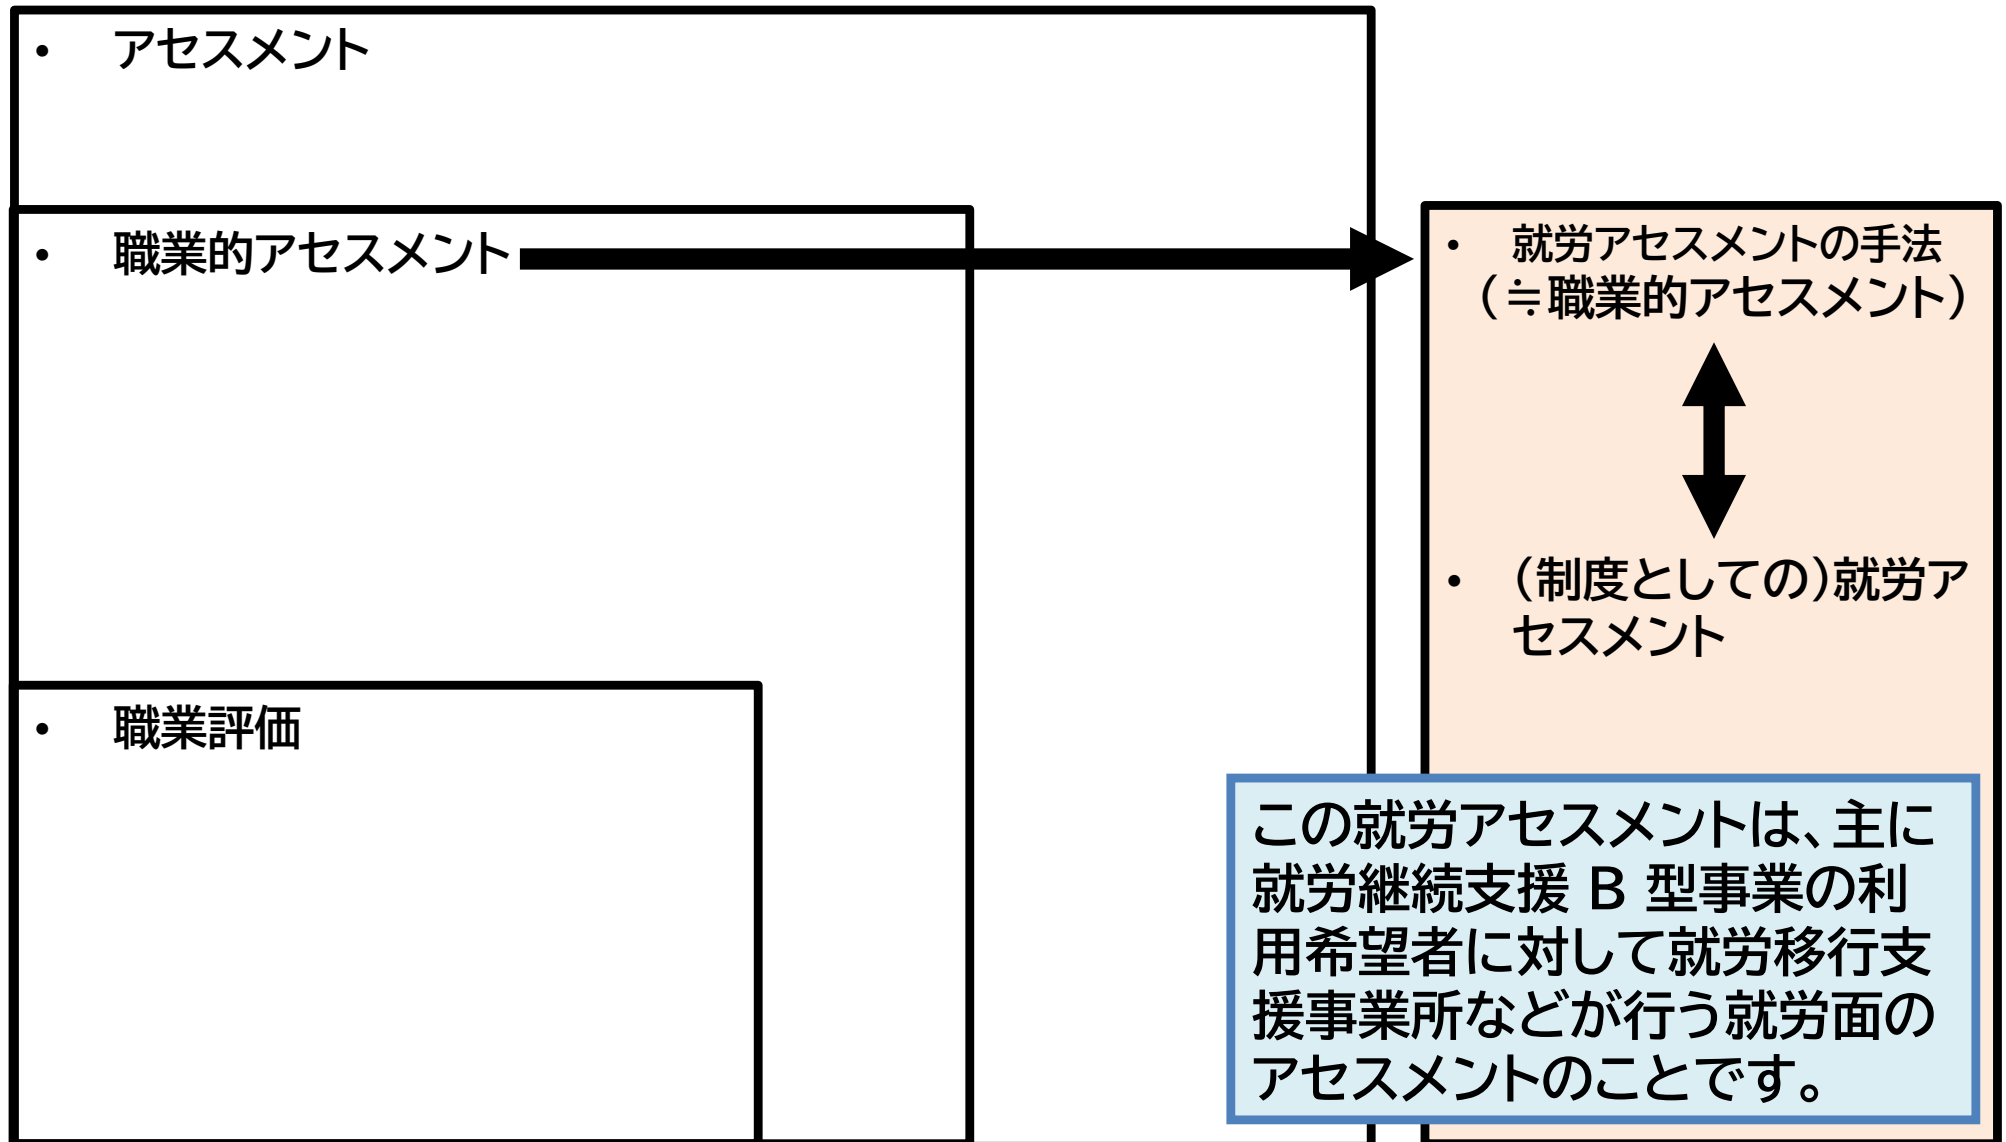 • アセスメント
• 職業的アセスメント
• 職業評価
• 就労アセスメントの手法
（≒職業的アセスメント）
• （制度としての）就労ア
セスメント
この就労アセスメントは、主に
就労継続支援 B 型事業の利
用希望者に対して就労移行支
援事業所などが行う就労面の
アセスメントのことです。